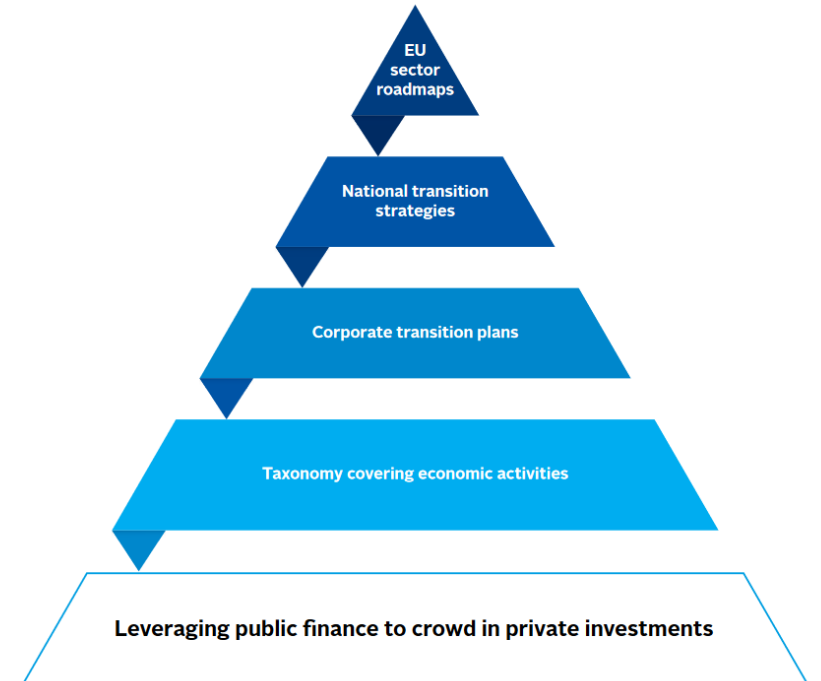 EU
sector
roadmaps
National transition
strategies
Corporate transition plans
Taxonomy covering economic activities
Leveraging public finance to crowd in private investments